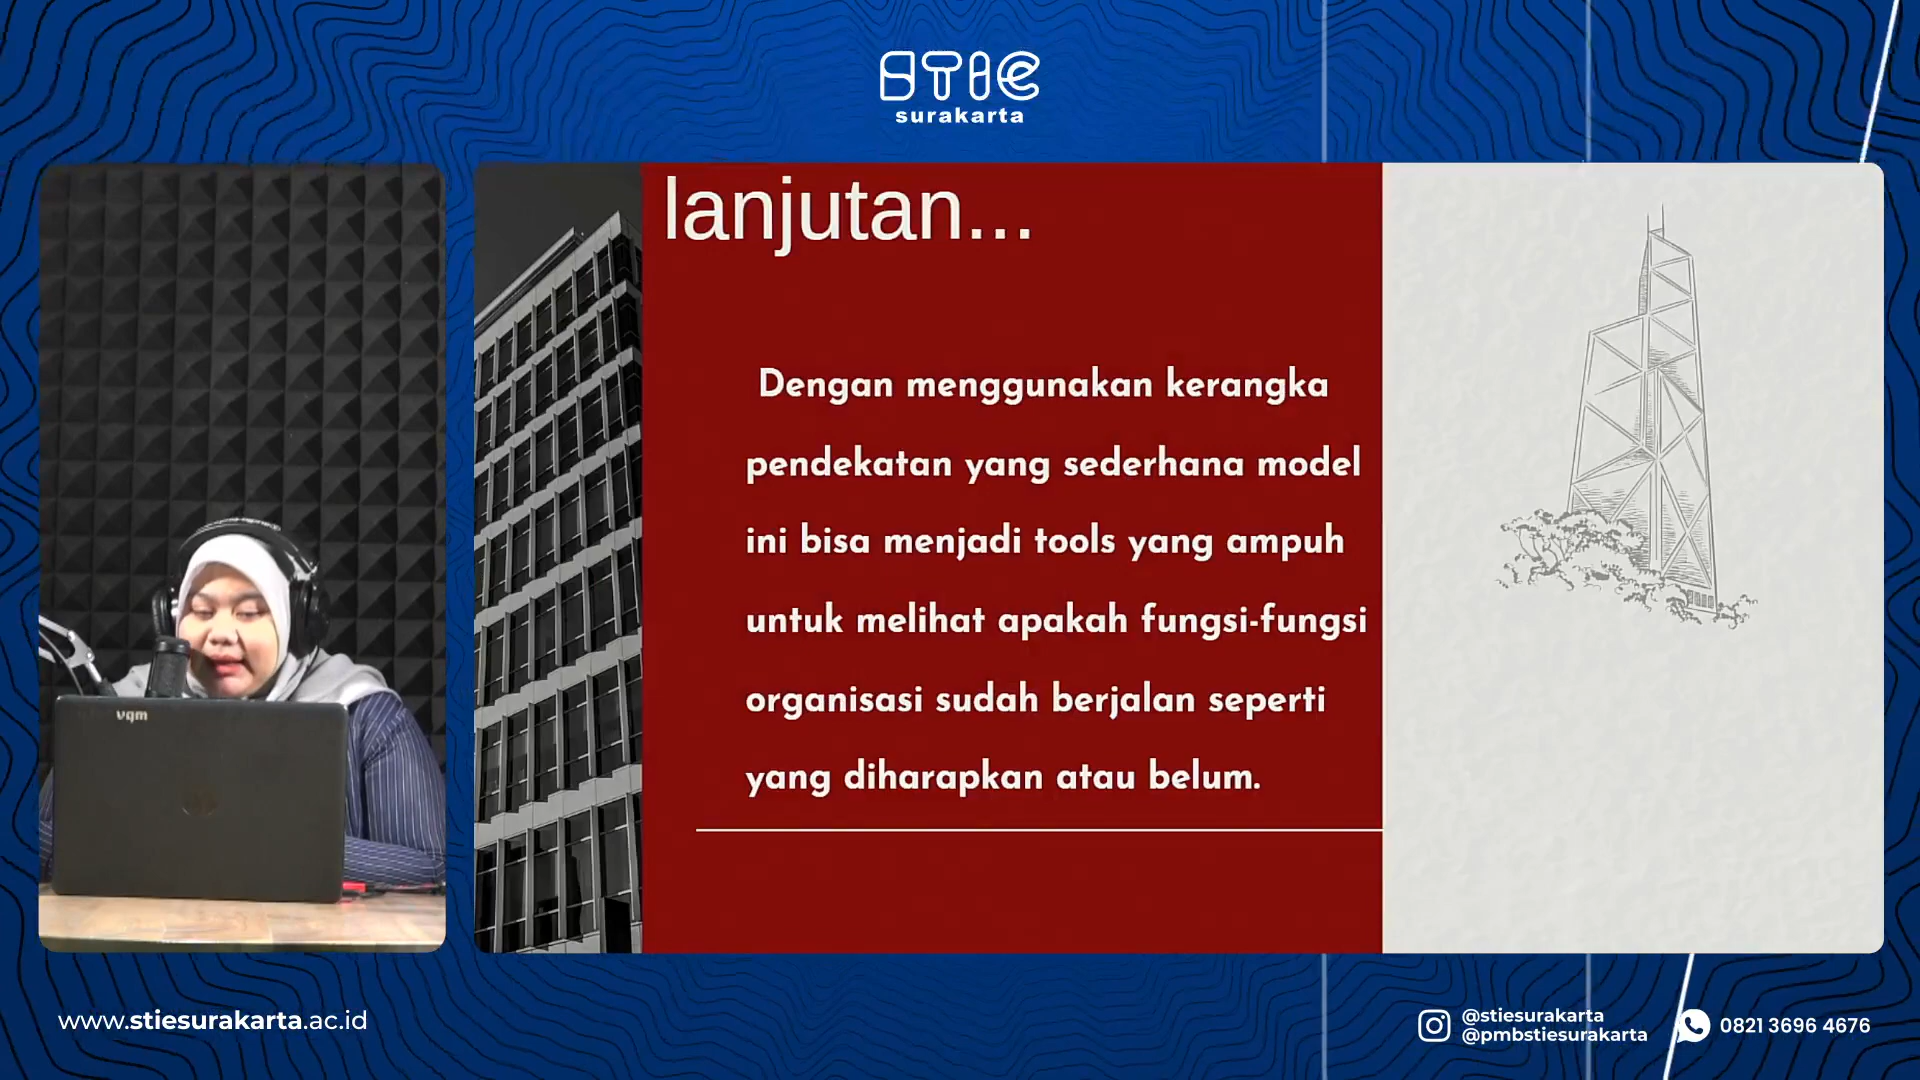 STIE
surakarta
lanjutan...
Dengan menggunakan kerangka
pendekatan yang sederhana model
ini bisa menjadi tools yang ampuh
untuk melihat apakah fungsi-fungsi
organisasi sudah berjalan seperti
yang diharapkan atau belum.
www.stiesurakarta.ac.id
@stiesurakarta
@pmbstiesurakarta
0821 3696 4676